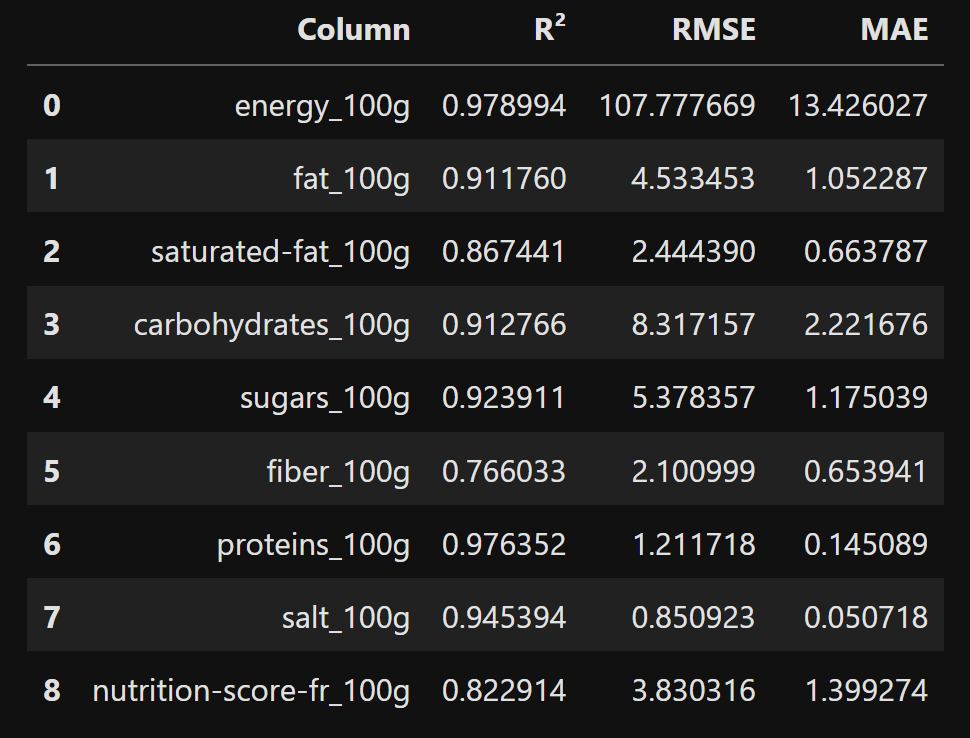 Column R² RMSE MAE
0 energy_100g 0.978994 107.777669 13.426027
1 fat_100g 0.911760 4.533453 1.052287
2 saturated-fat_100g 0.867441 2.444390 0.663787
3 carbohydrates_100g 0.912766 8.317157 2.221676
4 sugars_100g 0.923911 5.378357 1.175039
5 fiber_100g 0.766033 2.100999 0.653941
6 proteins_100g 0.976352 1.211718 0.145089
7 salt_100g 0.945394 0.850923 0.050718
8 nutrition-score-fr_100g 0.822914 3.830316 1.399274